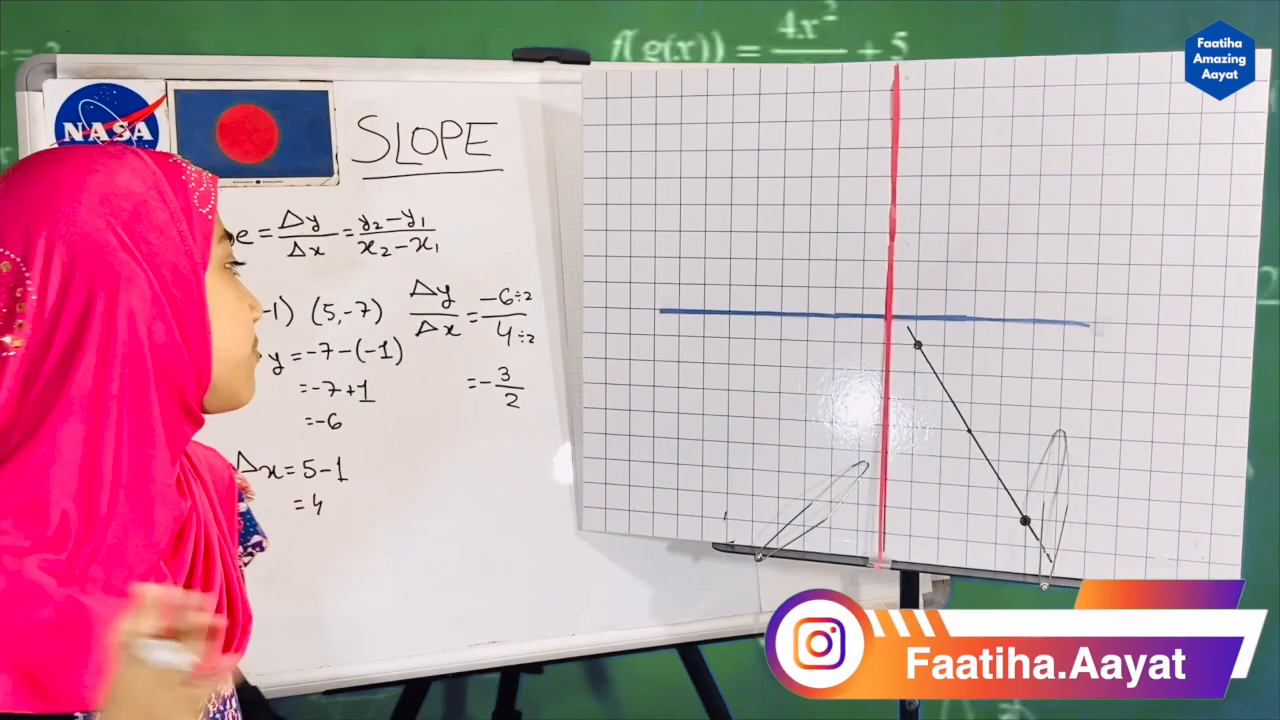 f(g(x)) = 4x²/ + 5
Faatiha
Amazing
Aayat
NASA
SLOPE
e = Δy/Δx = y₂-y₁/x₂-x₁
-1) (5,-7)
y = -7-(-1)
= -7+1
= -6
Δx = 5-1
= 4
Δy/Δx = -6÷2/4÷2
= -3/2
Faatiha.Aayat